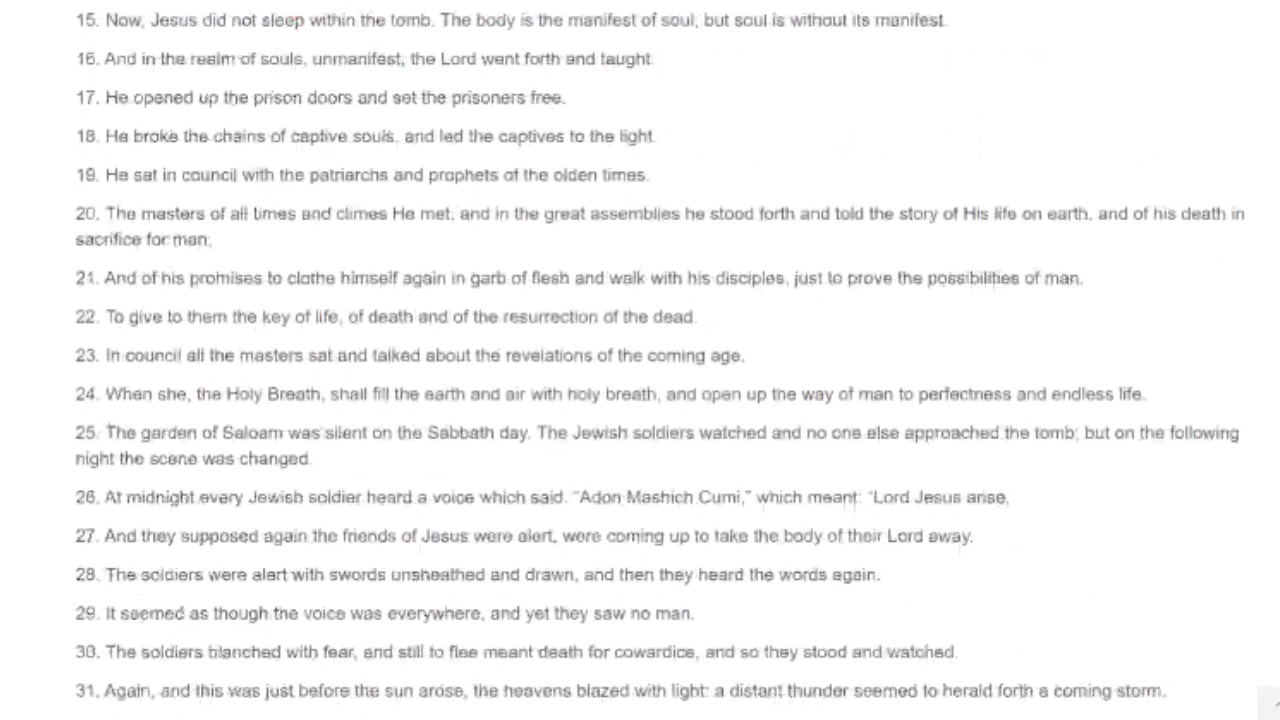 15. Now, Jesus did not sleep within the tomb. The body is the manifest of soul; but soul is without its manifest.
16. And in the realm of souls, unmanifest, the Lord went forth and taught.
17. He opened up the prison doors and set the prisoners free.
18. He broke the chains of captive souls, and led the captives to the light.
19. He sat in council with the patriarchs and prophets of the olden times.
20. The masters of all times and climes He met, and in the great assemblies he stood forth and told the story of His life on earth, and of his death in
sacrifice for man;
21. And of his promises to clothe himself again in garb of flesh and walk with his disciples, just to prove the possibilities of man.
22. To give to them the key of life, of death and of the resurrection of the dead.
23. In council all the masters sat and talked about the revelations of the coming age.
24. When she, the Holy Breath, shall fill the earth and air with holy breath, and open up the way of man to perfectness and endless life.
25. The garden of Saloam was silent on the Sabbath day. The Jewish soldiers watched and no one else approached the tomb; but on the following
night the scene was changed.
26. At midnight every Jewish soldier heard a voice which said. "Adon Mashich Cumi," which meant: "Lord Jesus arise,
27. And they supposed again the friends of Jesus were alert, were coming up to take the body of their Lord away.
28. The soldiers were alert with swords unsheathed and drawn, and then they heard the words again.
29. It seemed as though the voice was everywhere, and yet they saw no man.
30. The soldiers blanched with fear, and still to flee meant death for cowardice, and so they stood and watched.
31. Again, and this was just before the sun arose, the heavens blazed with light: a distant thunder seemed to herald forth a coming storm.